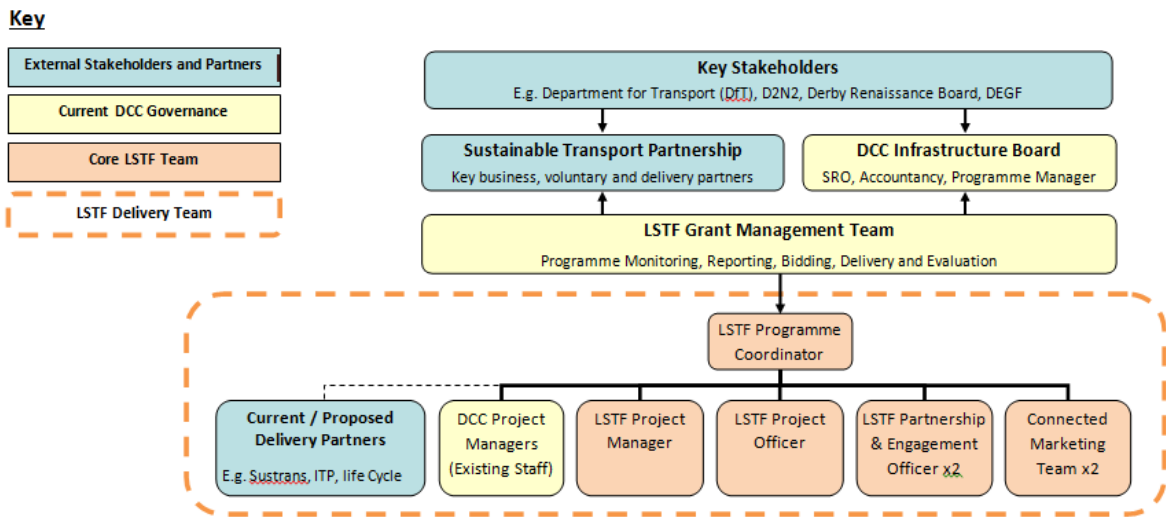 Key
External Stakeholders and Partners
Current DCC Governance
Core LSTF Team
LSTF Delivery Team
Key Stakeholders
E.g. Department for Transport (DfT), D2N2, Derby Renaissance Board, DEGF
Sustainable Transport Partnership
Key business, voluntary and delivery partners
DCC Infrastructure Board
SRO, Accountancy, Programme Manager
LSTF Grant Management Team
Programme Monitoring, Reporting, Bidding, Delivery and Evaluation
LSTF Programme
Coordinator
Current / Proposed
Delivery Partners
E.g. Sustrans, ITP, life Cycle
DCC Project
Managers
(Existing Staff)
LSTF Project
Manager
LSTF Project
Officer
LSTF Partnership
& Engagement
Officer x2
Connected
Marketing
Team x2